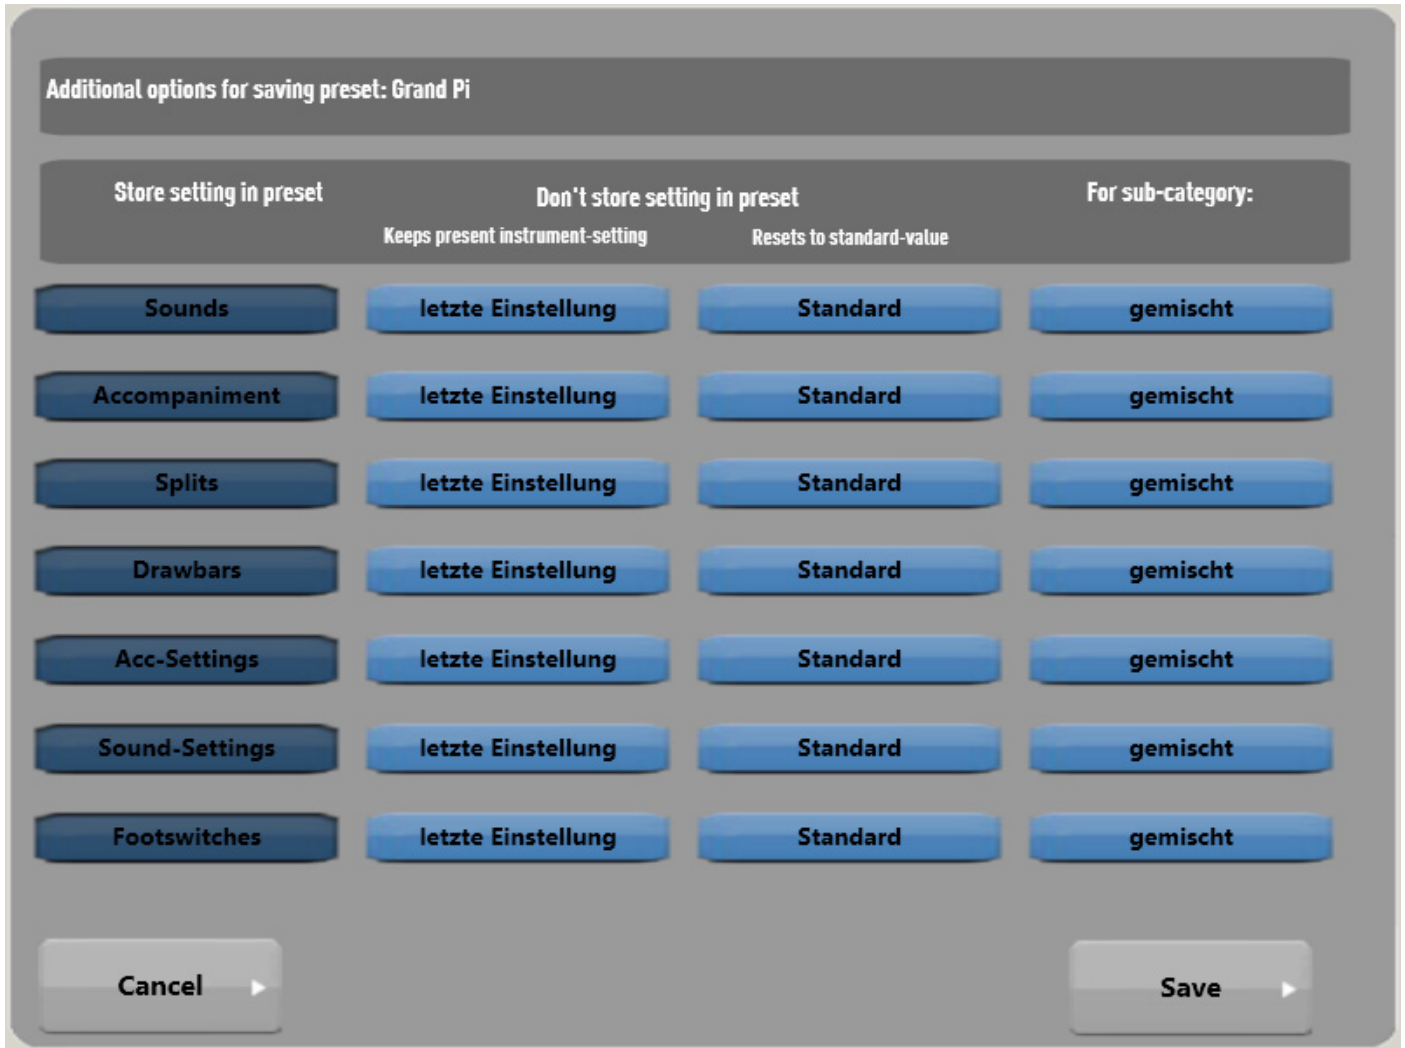 Additional options for saving preset: Grand Pi
Store setting in preset Don't store setting in preset For sub-category:
Keeps present instrument-setting Resets to standard-value
Sounds letzte Einstellung Standard gemischt
Accompaniment letzte Einstellung Standard gemischt
Splits letzte Einstellung Standard gemischt
Drawbars letzte Einstellung Standard gemischt
Acc-Settings letzte Einstellung Standard gemischt
Sound-Settings letzte Einstellung Standard gemischt
Footswitches letzte Einstellung Standard gemischt
Cancel Save